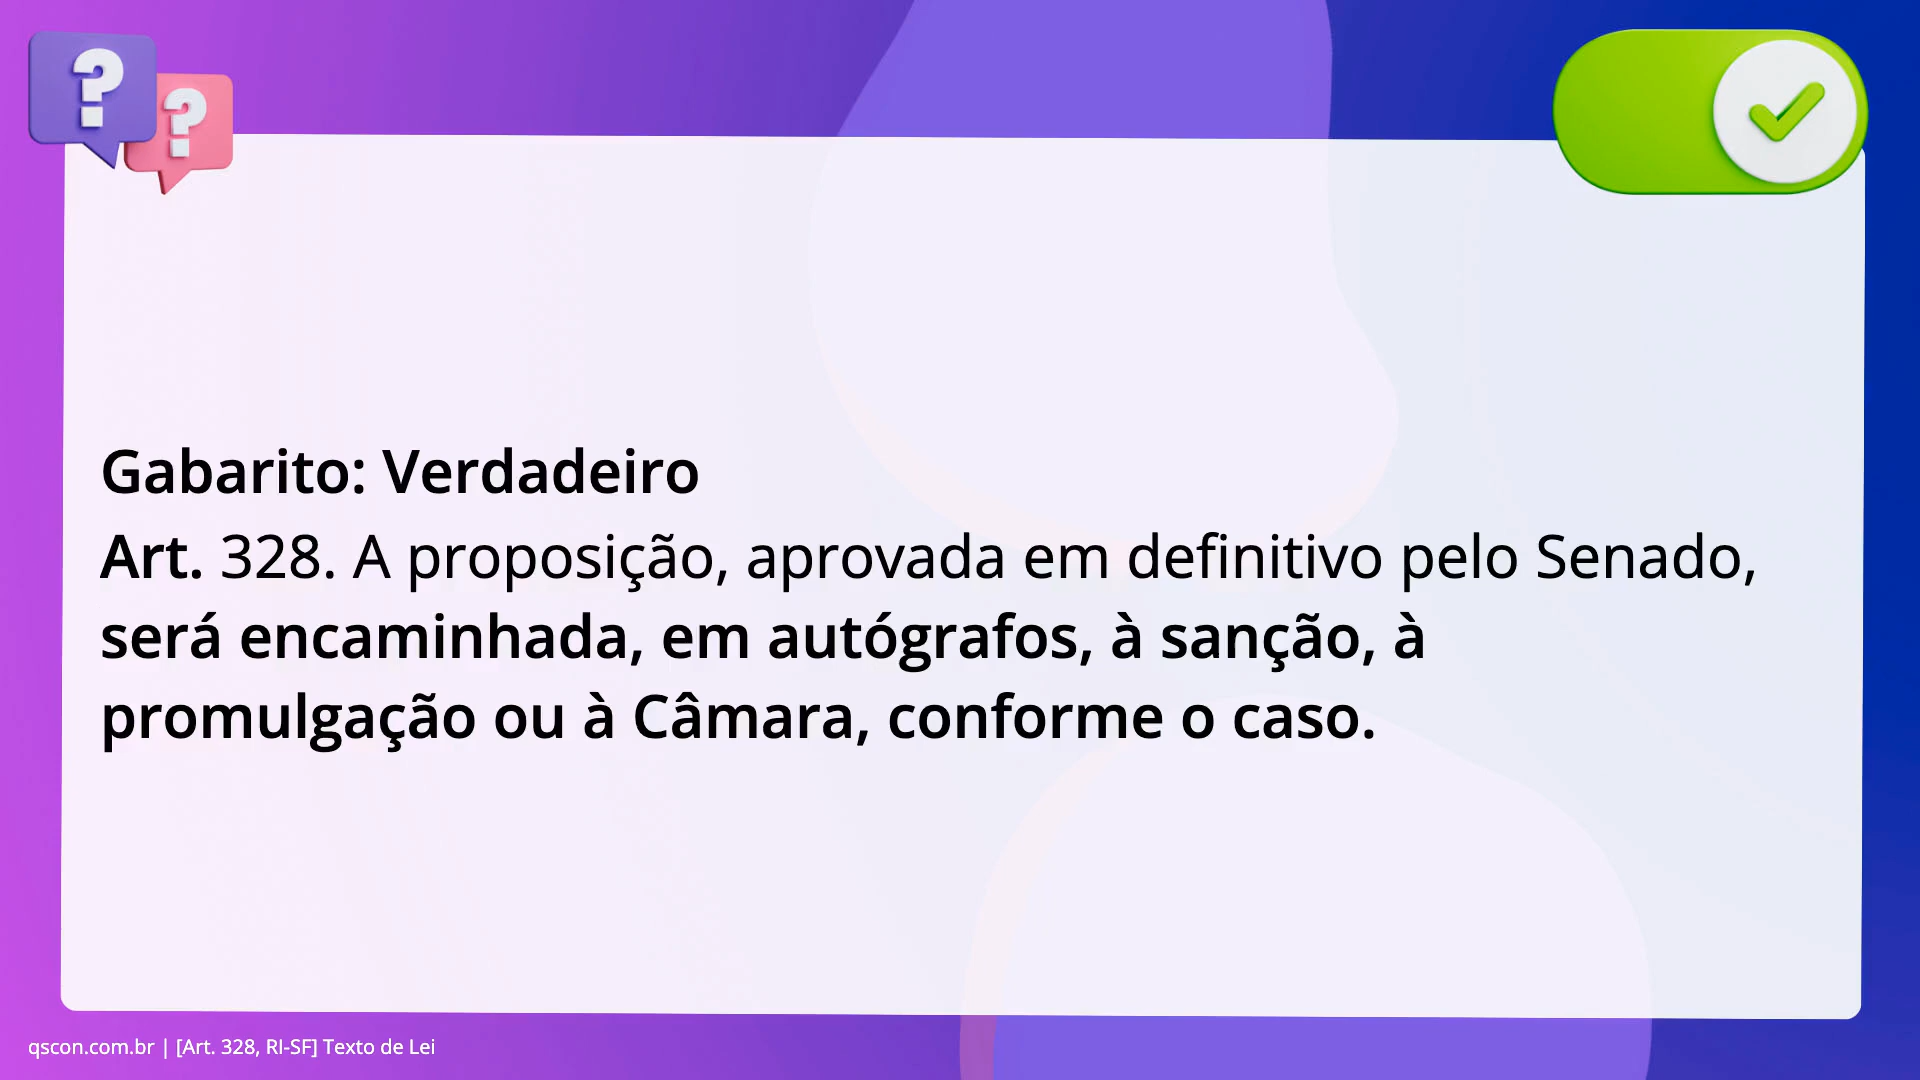 Gabarito: Verdadeiro
Art. 328. A proposição, aprovada em definitivo pelo Senado,
será encaminhada, em autógrafos, à sanção, à
promulgação ou à Câmara, conforme o caso.
qscon.com.br | [Art. 328, RI-SF] Texto de Lei